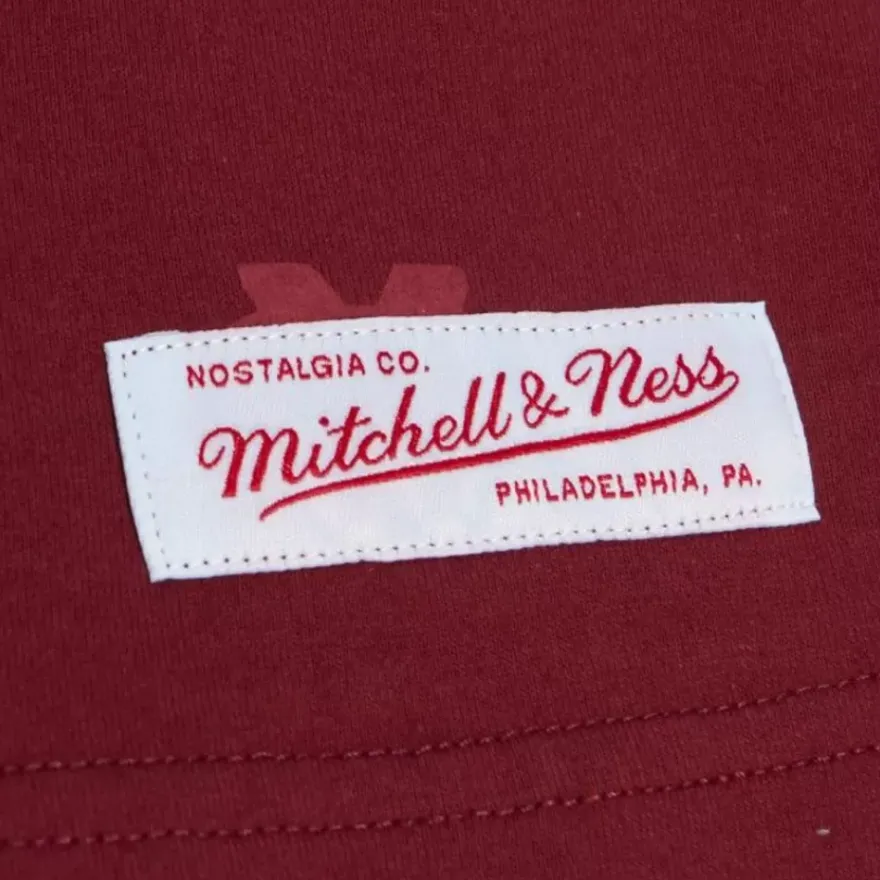 NOSTALGIA CO.
Mitchell & Ness
PHILADELPHIA, PA.